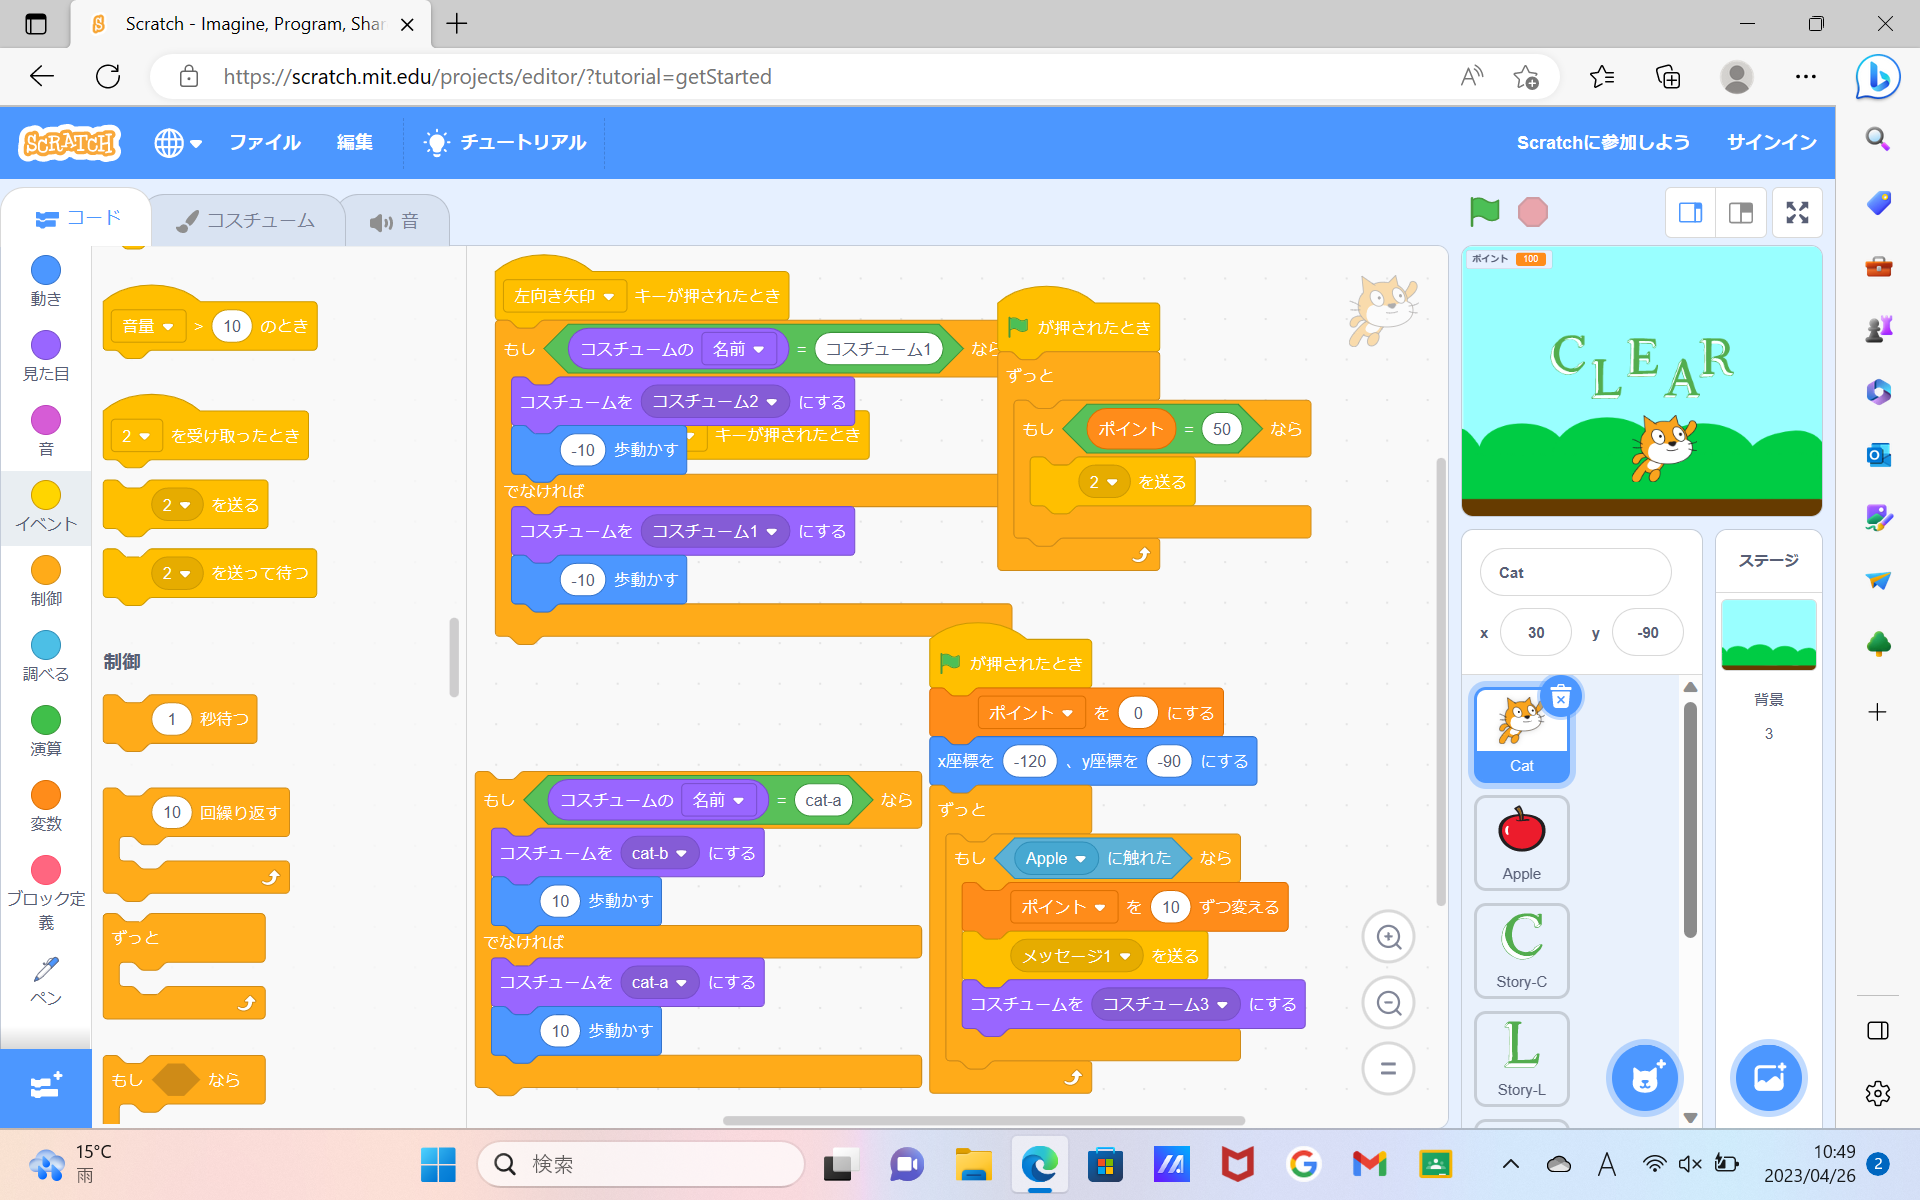 Scratch - Imagine, Program, Shar
https://scratch.mit.edu/projects/editor/?tutorial=getStarted
SCRATCH
ファイル
編集
チュートリアル
Scratchに参加しよう
サインイン
コード
コスチューム
音
動き
見た目
音
イベント
制御
調べる
演算
変数
ブロック定
義
ペン
音量 > 10 のとき
2 を受け取ったとき
2 を送る
2 を送って待つ
制御
1 秒待つ
10 回繰り返す
ずっと
もし なら
左向き矢印 キーが押されたとき
もし コスチュームの 名前 = コスチューム1 なら
コスチュームを コスチューム2 にする
-10 歩動かす
キーが押されたとき
でなければ
コスチュームを コスチューム1 にする
-10 歩動かす
が押されたとき
ずっと
もし ポイント = 50 なら
2 を送る
もし コスチュームの 名前 = cat-a なら
コスチュームを cat-b にする
10 歩動かす
でなければ
コスチュームを cat-a にする
10 歩動かす
が押されたとき
ポイント を 0 にする
x座標を -120 、y座標を -90 にする
ずっと
もし Apple に触れた なら
ポイント を 10 ずつ変える
メッセージ1 を送る
コスチュームを コスチューム3 にする
ポイント 100
CLEAR
Cat
x 30 y -90
Cat
Apple
C
Story-C
L
Story-L
ステージ
背景
3
15°C
雨
検索
A
10:49
2023/04/26
2